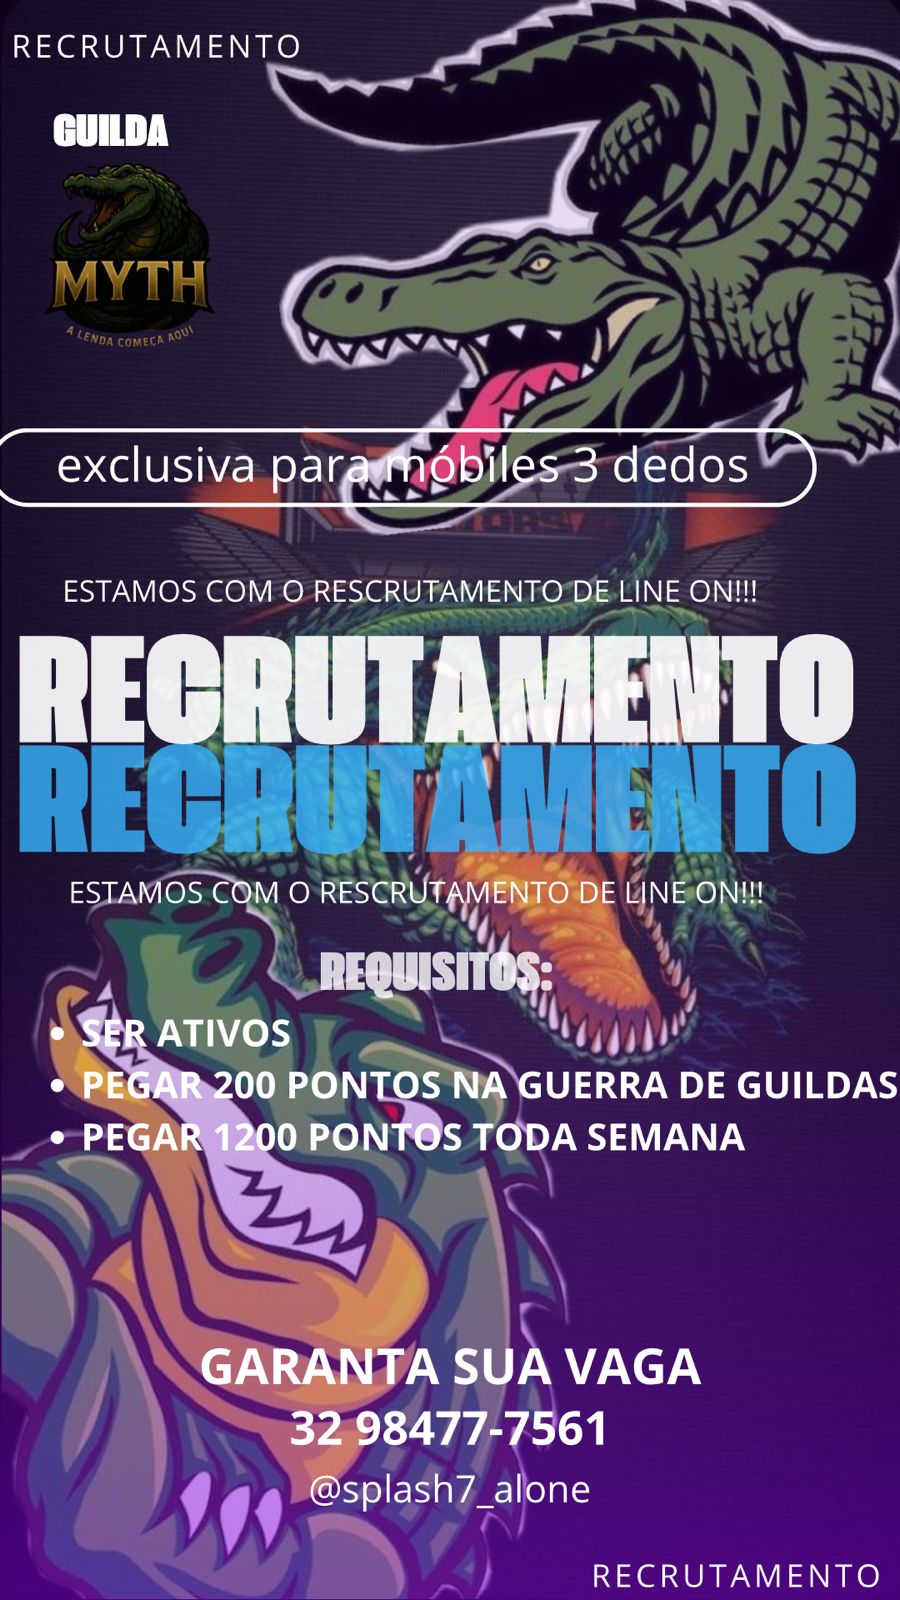 RECRUTAMENTO
GUILDA
MYTH
A LENDA COMEÇA AQUI
exclusiva para móbiles 3 dedos
ESTAMOS COM O RESCRUTAMENTO DE LINE ON!!!
RECRUTAMENTO
RECRUTAMENTO
ESTAMOS COM O RESCRUTAMENTO DE LINE ON!!!
REQUISITOS:
• SER ATIVOS
• PEGAR 200 PONTOS NA GUERRA DE GUILDAS
• PEGAR 1200 PONTOS TODA SEMANA
GARANTA SUA VAGA
32 98477-7561
@splash7_alone
RECRUTAMENTO